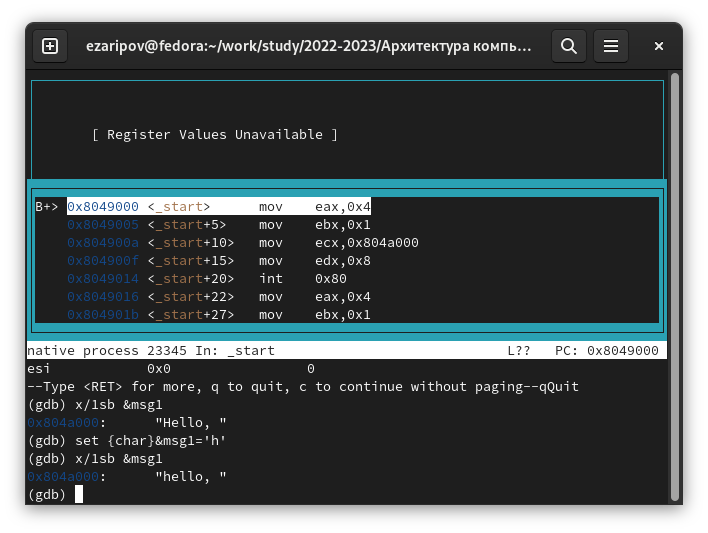 ezaripov@fedora:~/work/study/2022-2023/Архитектура компь…
[ Register Values Unavailable ]
B+> 0x8049000 <_start> mov eax,0x4
0x8049005 <_start+5> mov ebx,0x1
0x804900a <_start+10> mov ecx,0x804a000
0x804900f <_start+15> mov edx,0x8
0x8049014 <_start+20> int 0x80
0x8049016 <_start+22> mov eax,0x4
0x804901b <_start+27> mov ebx,0x1
native process 23345 In: _start L?? PC: 0x8049000
esi 0x0 0
--Type <RET> for more, q to quit, c to continue without paging--qQuit
(gdb) x/1sb &msg1
0x804a000: "Hello, "
(gdb) set {char}&msg1='h'
(gdb) x/1sb &msg1
0x804a000: "hello, "
(gdb)